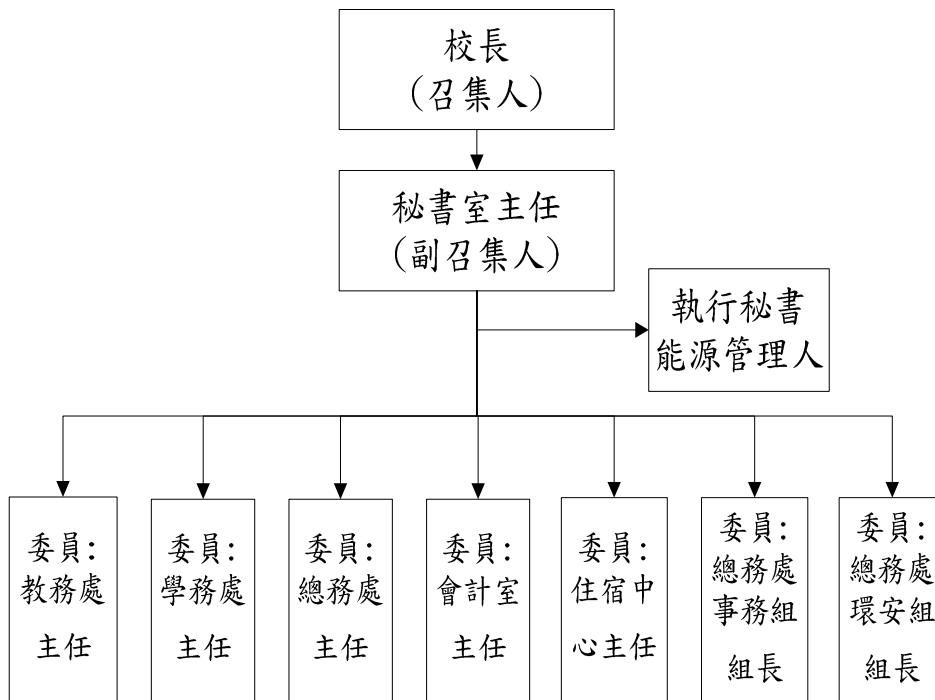 校長
(召集人)
秘書室主任
(副召集人)
執行秘書
能源管理人
委員:
教務處
主任
委員:
學務處
主任
委員:
總務處
主任
委員:
會計室
主任
委員:
住宿中
心主任
委員:
總務處
事務組
組長
委員:
總務處
環安組
組長